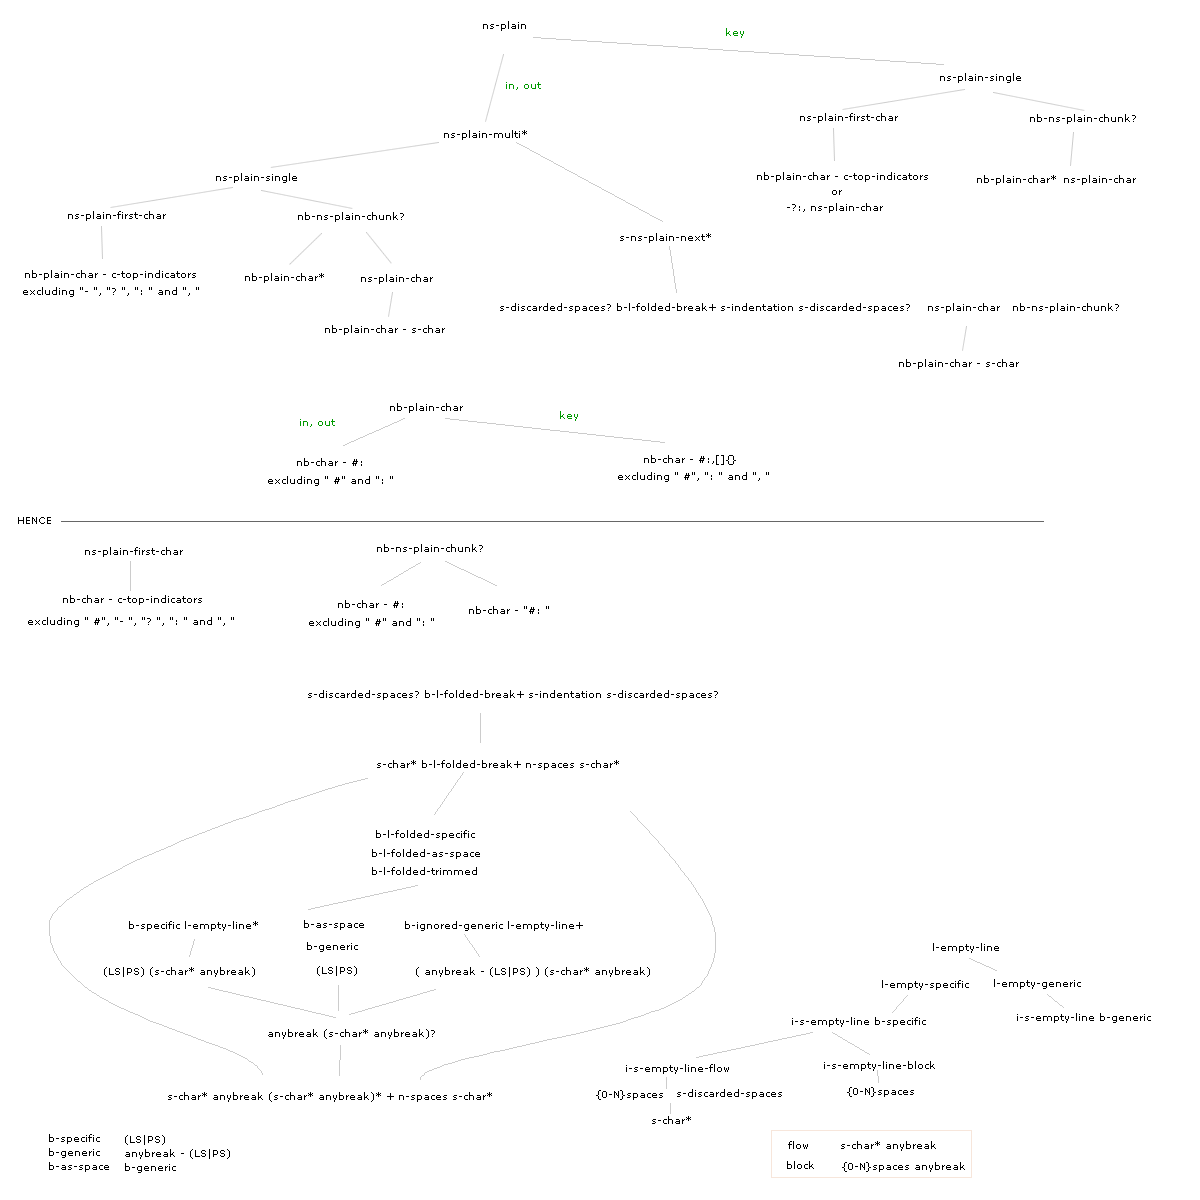 ns-plain
key
in, out
ns-plain-single
ns-plain-first-char
nb-ns-plain-chunk?
ns-plain-multi*
ns-plain-single
nb-plain-char - c-top-indicators
or
-?:, ns-plain-char
nb-plain-char* ns-plain-char
ns-plain-first-char
nb-ns-plain-chunk?
s-ns-plain-next*
nb-plain-char - c-top-indicators
excluding "- ", "? ", ": " and ", "
nb-plain-char*
ns-plain-char
nb-plain-char - s-char
s-discarded-spaces? b-l-folded-break+ s-indentation s-discarded-spaces? ns-plain-char nb-ns-plain-chunk?
nb-plain-char - s-char
nb-plain-char
in, out
key
nb-char - #:
excluding " #" and ": "
nb-char - #:,[]{}
excluding " #", ": " and ", "
HENCE
ns-plain-first-char
nb-ns-plain-chunk?
nb-char - c-top-indicators
excluding " #", "- ", "? ", ": " and ", "
nb-char - #:
excluding " #" and ": "
nb-char - "#: "
s-discarded-spaces? b-l-folded-break+ s-indentation s-discarded-spaces?
s-char* b-l-folded-break+ n-spaces s-char*
b-l-folded-specific
b-l-folded-as-space
b-l-folded-trimmed
b-specific l-empty-line*
b-as-space
b-generic
b-ignored-generic l-empty-line+
(LS|PS) (s-char* anybreak)
(LS|PS)
( anybreak - (LS|PS) ) (s-char* anybreak)
anybreak (s-char* anybreak)?
s-char* anybreak (s-char* anybreak)* + n-spaces s-char*
l-empty-line
l-empty-specific
l-empty-generic
i-s-empty-line b-specific
i-s-empty-line b-generic
i-s-empty-line-flow
i-s-empty-line-block
{0-N}spaces s-discarded-spaces
{0-N}spaces
s-char*
b-specific (LS|PS)
b-generic anybreak - (LS|PS)
b-as-space b-generic
flow s-char* anybreak
block {0-N}spaces anybreak